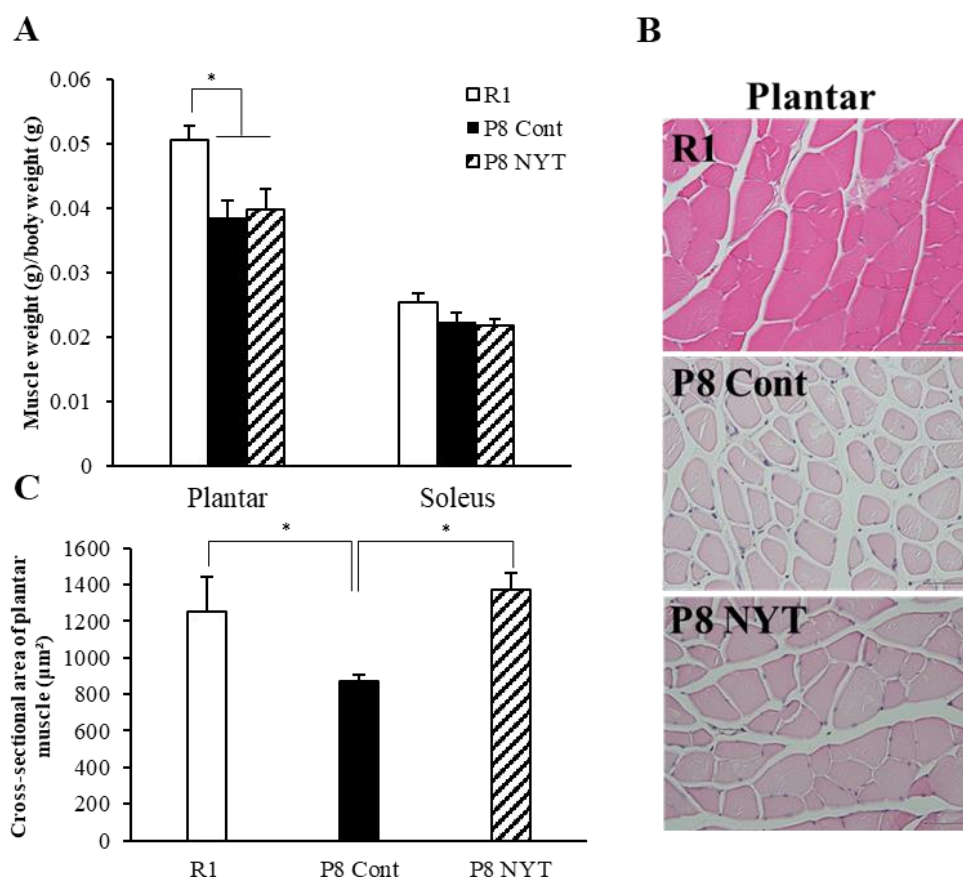 A
Muscle weight (g)/body weight (g)
0.06
0.05
0.04
0.03
0.02
0.01
0
*
R1
P8 Cont
P8 NYT
Plantar
Soleus
B
Plantar
R1
P8 Cont
P8 NYT
C
Cross-sectional area of plantar
muscle (μm²)
1600
1400
1200
1000
800
600
400
200
0
*
*
R1
P8 Cont
P8 NYT